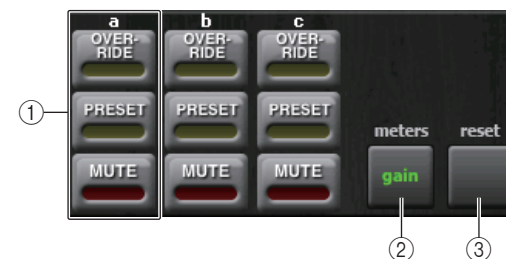 a b c
OVER-
RIDE
OVER-
RIDE
OVER-
RIDE
① PRESET PRESET PRESET
meters reset
MUTE MUTE MUTE
gain
② ③